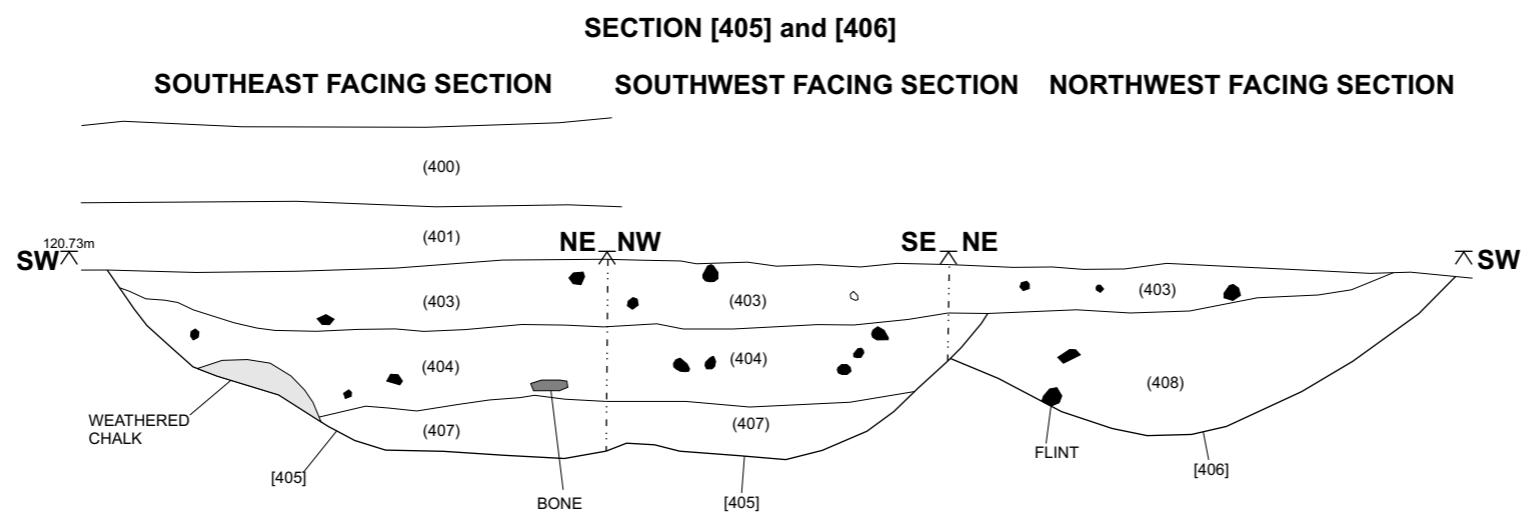 SECTION [405] and [406]
SOUTHEAST FACING SECTION SOUTHWEST FACING SECTION NORTHWEST FACING SECTION
(400)
(401)
120.73m
SW NE NW SE NE SW
(403) (403) (403)
(404) (404)
(408)
WEATHERED
CHALK
(407) (407)
FLINT
[405] [406]
BONE [405]